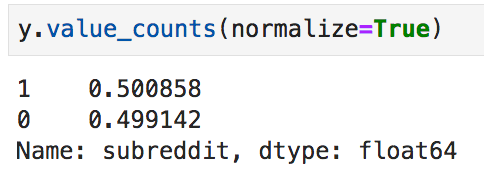 y.value_counts(normalize=True)
1    0.500858
0    0.499142
Name: subreddit, dtype: float64